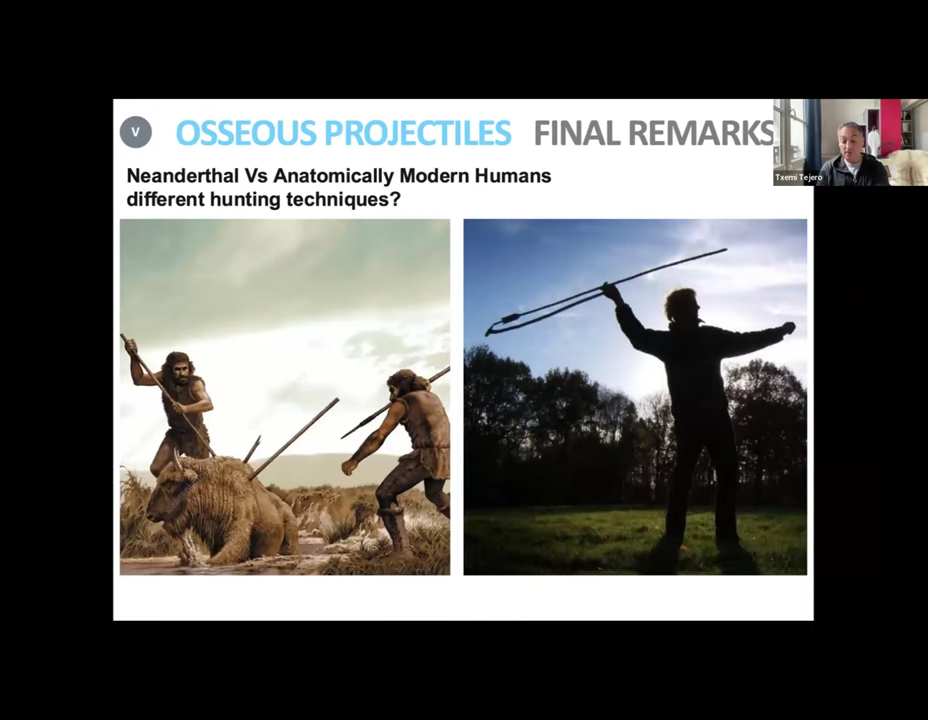 V
OSSEOUS PROJECTILES FINAL REMARKS
Txemi Tejero
Neanderthal Vs Anatomically Modern Humans
different hunting techniques?